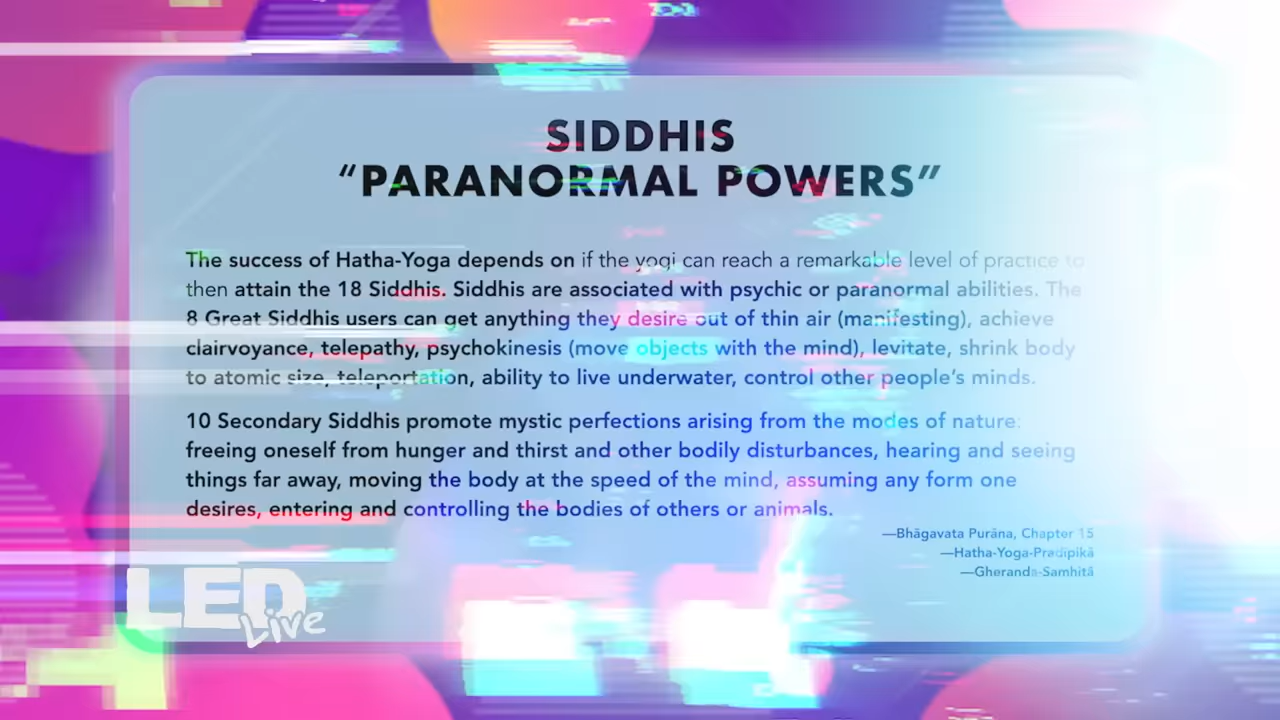 SIDDHIS
“PARANORMAL POWERS”
The success of Hatha-Yoga depends on if the yogi can reach a remarkable level of practice to
then attain the 18 Siddhis. Siddhis are associated with psychic or paranormal abilities. The
8 Great Siddhis users can get anything they desire out of thin air (manifesting), achieve
clairvoyance, telepathy, psychokinesis (move objects with the mind), levitate, shrink body
to atomic size, teleportation, ability to live underwater, control other people’s minds.
10 Secondary Siddhis promote mystic perfections arising from the modes of nature:
freeing oneself from hunger and thirst and other bodily disturbances, hearing and seeing
things far away, moving the body at the speed of the mind, assuming any form one
desires, entering and controlling the bodies of others or animals.
—Bhāgavata Purāna, Chapter 15
—Hatha-Yoga-Pradīpikā
—Gheranda-Samhitā
LED
Live